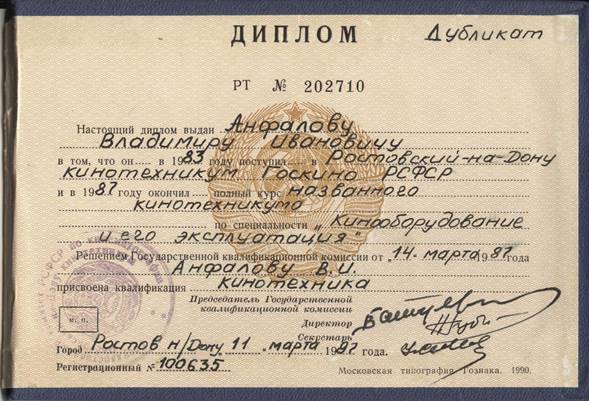 ДИПЛОМ Дубликат
РТ № 202710
Настоящий диплом выдан Анфалову
Владимиру Ивановичу
в том, что он в 1983 году поступил в Ростовский-на-Дону
кинотехникум Госкино РСФСР
и в 1987 году окончил полный курс названного
кинотехникума
по специальности „Кинооборудование
и его эксплуатация"
Решением Государственной квалификационной комиссии от „14" марта 1987 года
Анфалову В.И.
присвоена квалификация кинотехника
Председатель Государственной
квалификационной комиссии
Директор
Секретарь
м. п.
Город Ростов н/Дону, 11 марта 1987 года.
Регистрационный № 100635
Московская типография Гознака. 1990.